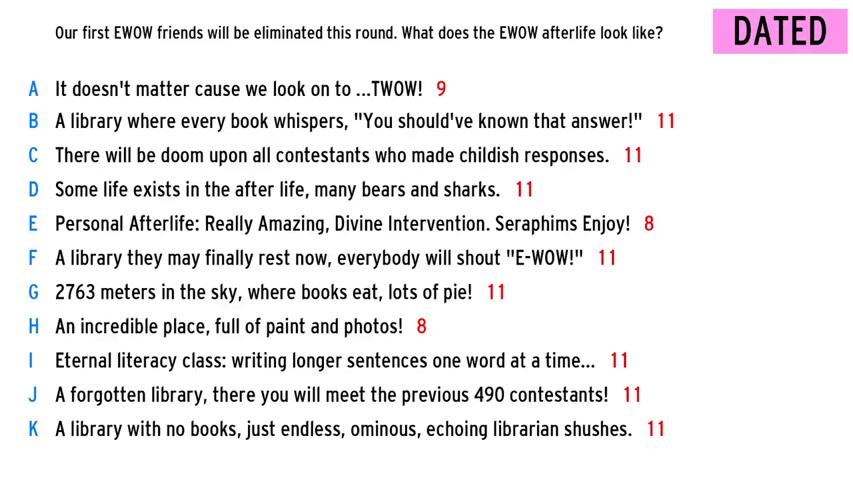 Our first EWOW friends will be eliminated this round. What does the EWOW afterlife look like?
DATED
A It doesn't matter cause we look on to ...TWOW! 9
B A library where every book whispers, "You should've known that answer!" 11
C There will be doom upon all contestants who made childish responses. 11
D Some life exists in the after life, many bears and sharks. 11
E Personal Afterlife: Really Amazing, Divine Intervention. Seraphims Enjoy! 8
F A library they may finally rest now, everybody will shout "E-WOW!" 11
G 2763 meters in the sky, where books eat, lots of pie! 11
H An incredible place, full of paint and photos! 8
I Eternal literacy class: writing longer sentences one word at a time... 11
J A forgotten library, there you will meet the previous 490 contestants! 11
K A library with no books, just endless, ominous, echoing librarian shushes. 11